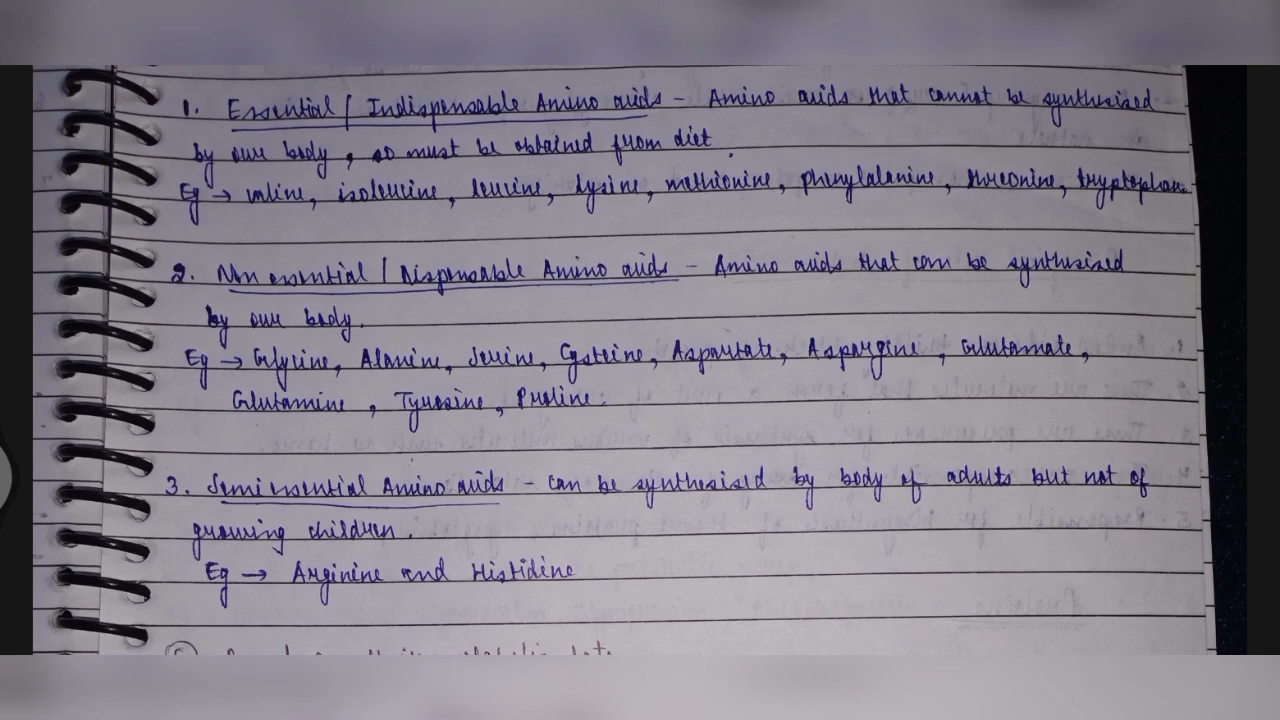 1. Essential / Indispensable Amino acids - Amino acids that cannot be synthesised
by our body, so must be obtained from diet.
Eg → valine, isoleucine, leucine, lysine, methionine, phenylalanine, threonine, tryptophan.
2. Non essential / Dispensable Amino acids - Amino acids that can be synthesized
by our body.
Eg → Glycine, Alanine, Serine, Cysteine, Aspartate, Aspargine, Glutamate,
Glutamine, Tyrosine, Proline.
3. Semi essential Amino acids - can be synthesized by body of adults but not of
growing children.
Eg → Arginine and Histidine